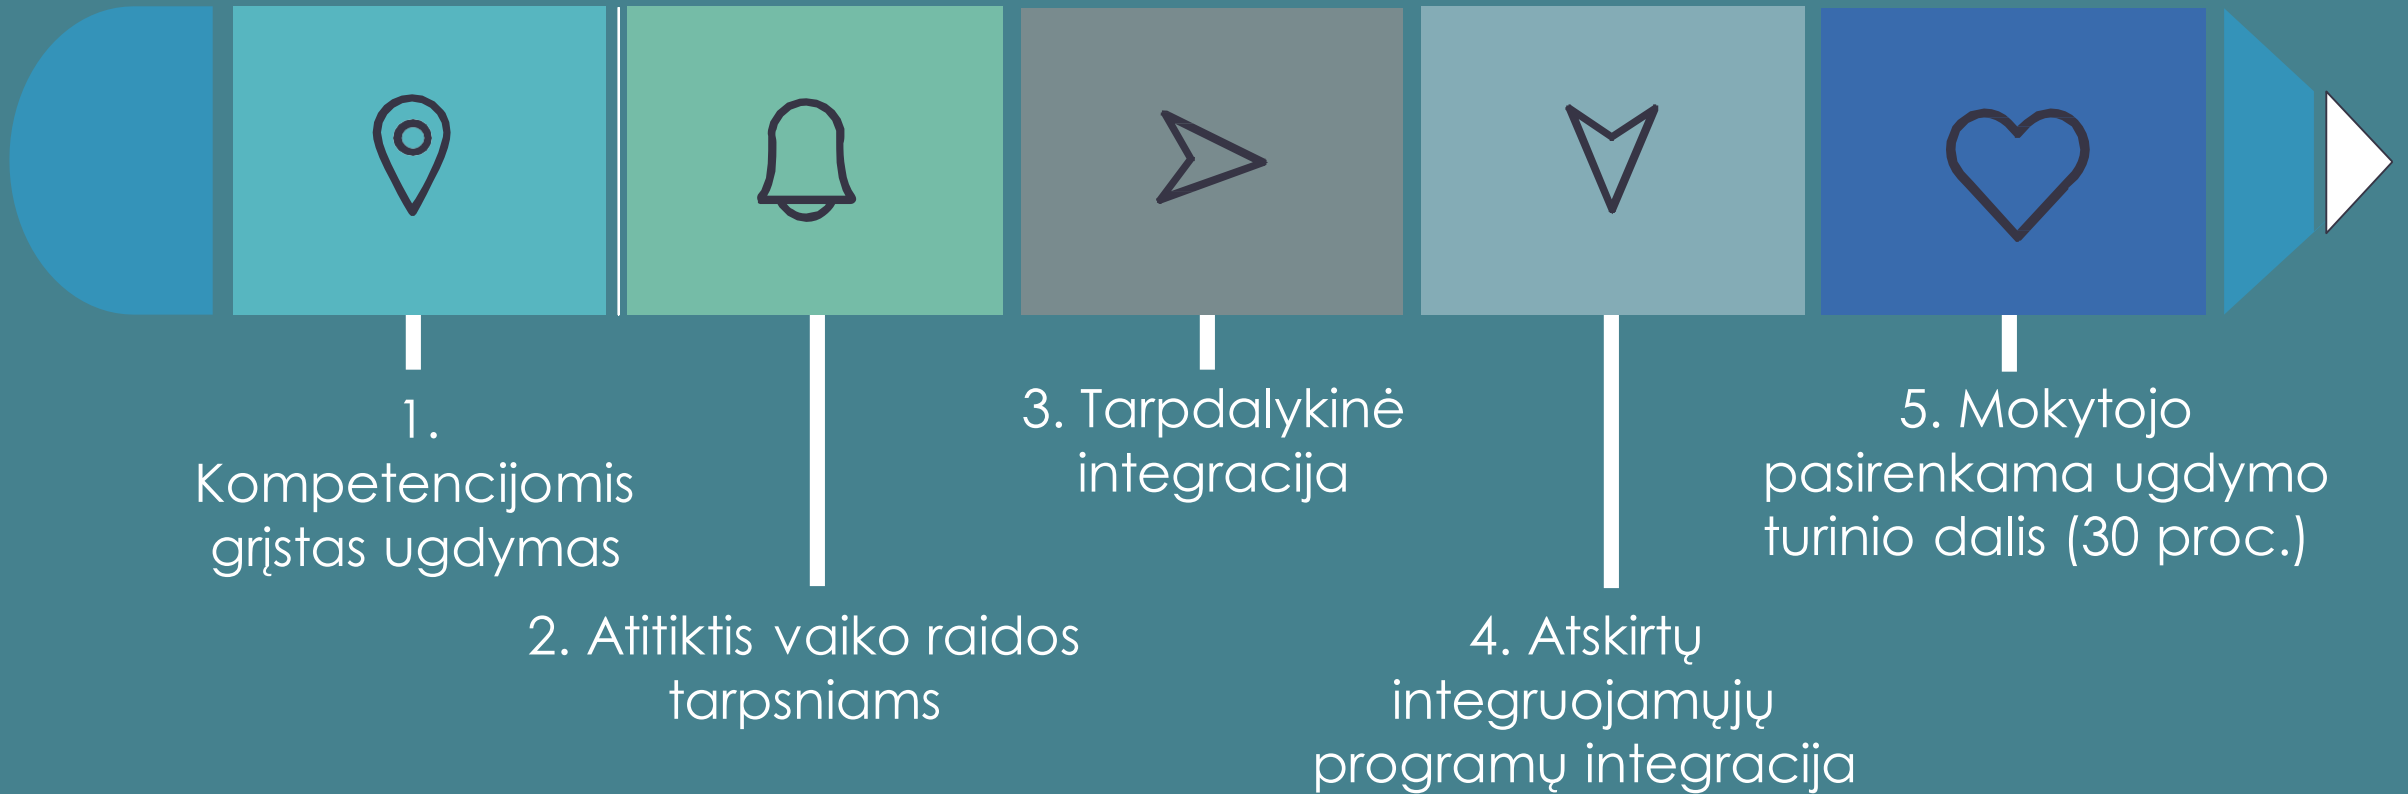 1.
Kompetencijomis
grįstas ugdymas
2. Atitiktis vaiko raidos
tarpsniams
3. Tarpdalykinė
integracija
4. Atskirtų
integruojamųjų
programų integracija
5. Mokytojo
pasirenkama ugdymo
turinio dalis (30 proc.)